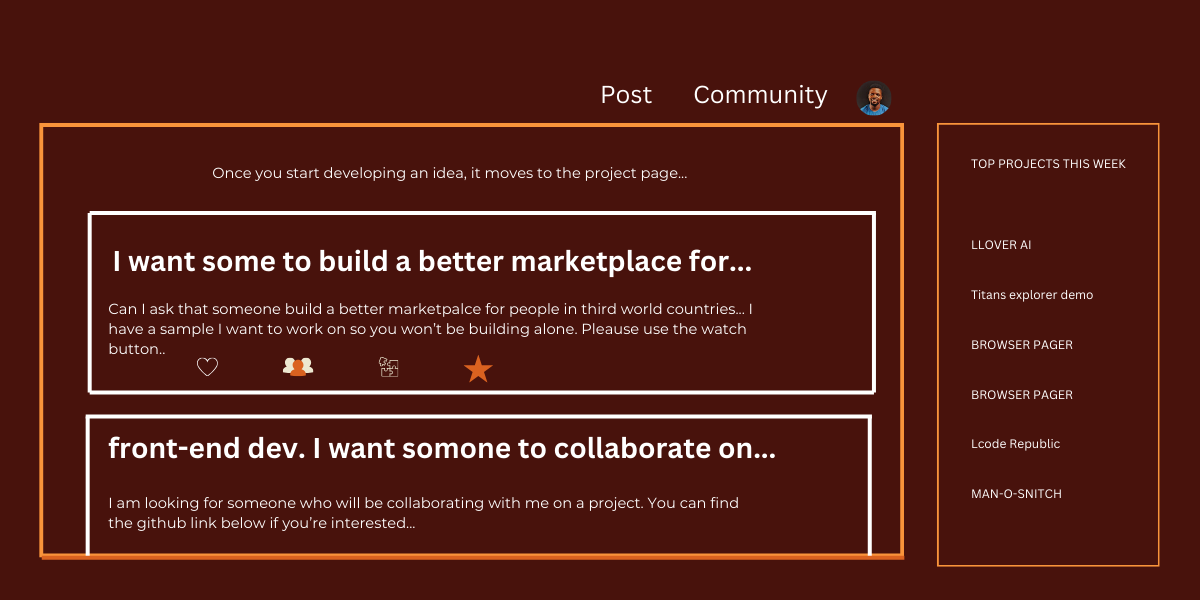 Post
Community
Once you start developing an idea, it moves to the project page...
I want some to build a better marketplace for...
Can I ask that someone build a better marketpalce for people in third world countries... I
have a sample I want to work on so you won't be building alone. Pleause use the watch
button..
front-end dev. I want somone to collaborate on...
I am looking for someone who will be collaborating with me on a project. You can find
the github link below if you're interested...
TOP PROJECTS THIS WEEK
LLOVER AI
Titans explorer demo
BROWSER PAGER
BROWSER PAGER
Lcode Republic
MAN-O-SNITCH